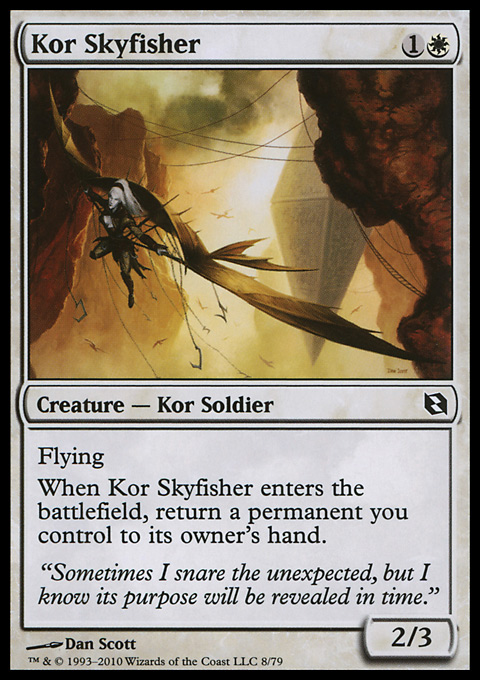 Kor Skyfisher 1
Dan Scott
Creature — Kor Soldier
Flying
When Kor Skyfisher enters the
battlefield, return a permanent you
control to its owner's hand.
“Sometimes I snare the unexpected, but I
know its purpose will be revealed in time.”
Dan Scott
2/3
™ & © 1993–2010 Wizards of the Coast LLC 8/79